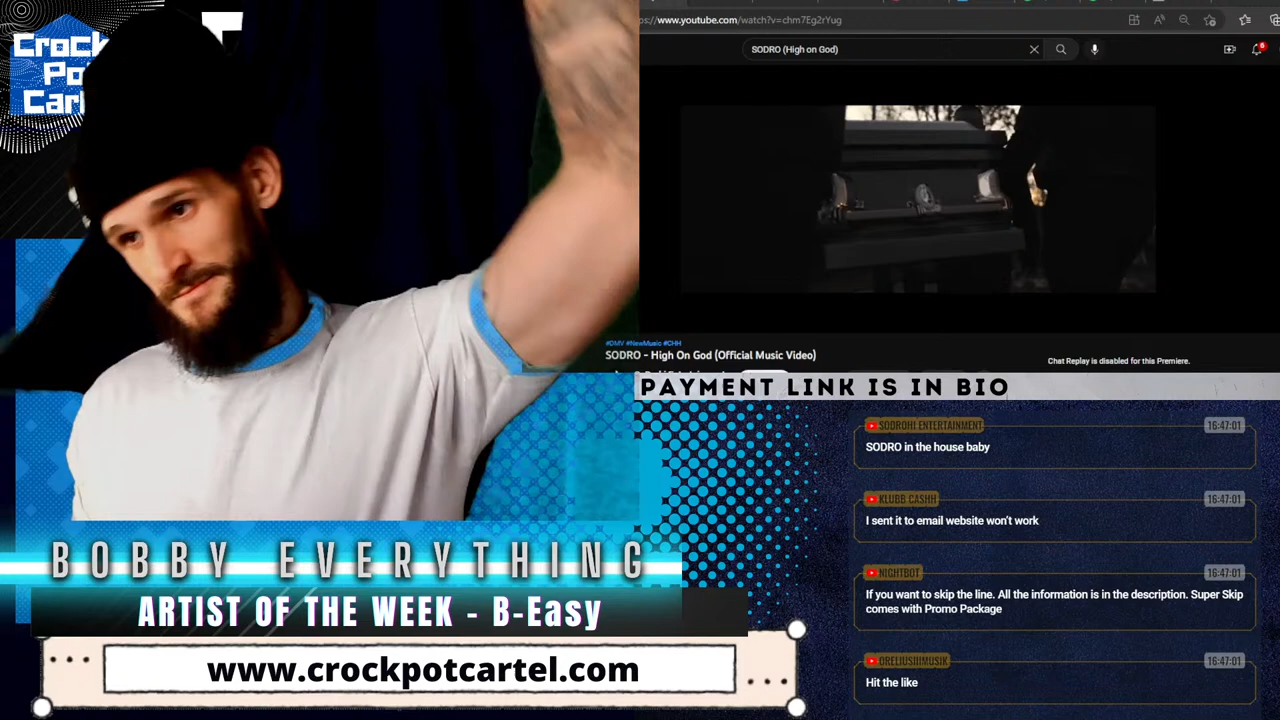 Crock
Po
Car
https://www.youtube.com/watch?v=chm7Eg2rYug
SODRO (High on God)
6
#DMV #NewMusic #CHH
SODRO - High On God (Official Music Video)
Chat Replay is disabled for this Premiere.
PAYMENT LINK IS IN BIO
SODROHI ENTERTAINMENT
16:47:01
SODRO in the house baby
KLUBB CASHH
16:47:01
I sent it to email website won't work
NIGHTBOT
16:47:01
If you want to skip the line. All the information is in the description. Super Skip
comes with Promo Package
ORELIUSIIIMUSIK
16:47:01
Hit the like
BOBBY EVERYTHING
ARTIST OF THE WEEK - B-Easy
www.crockpotcartel.com